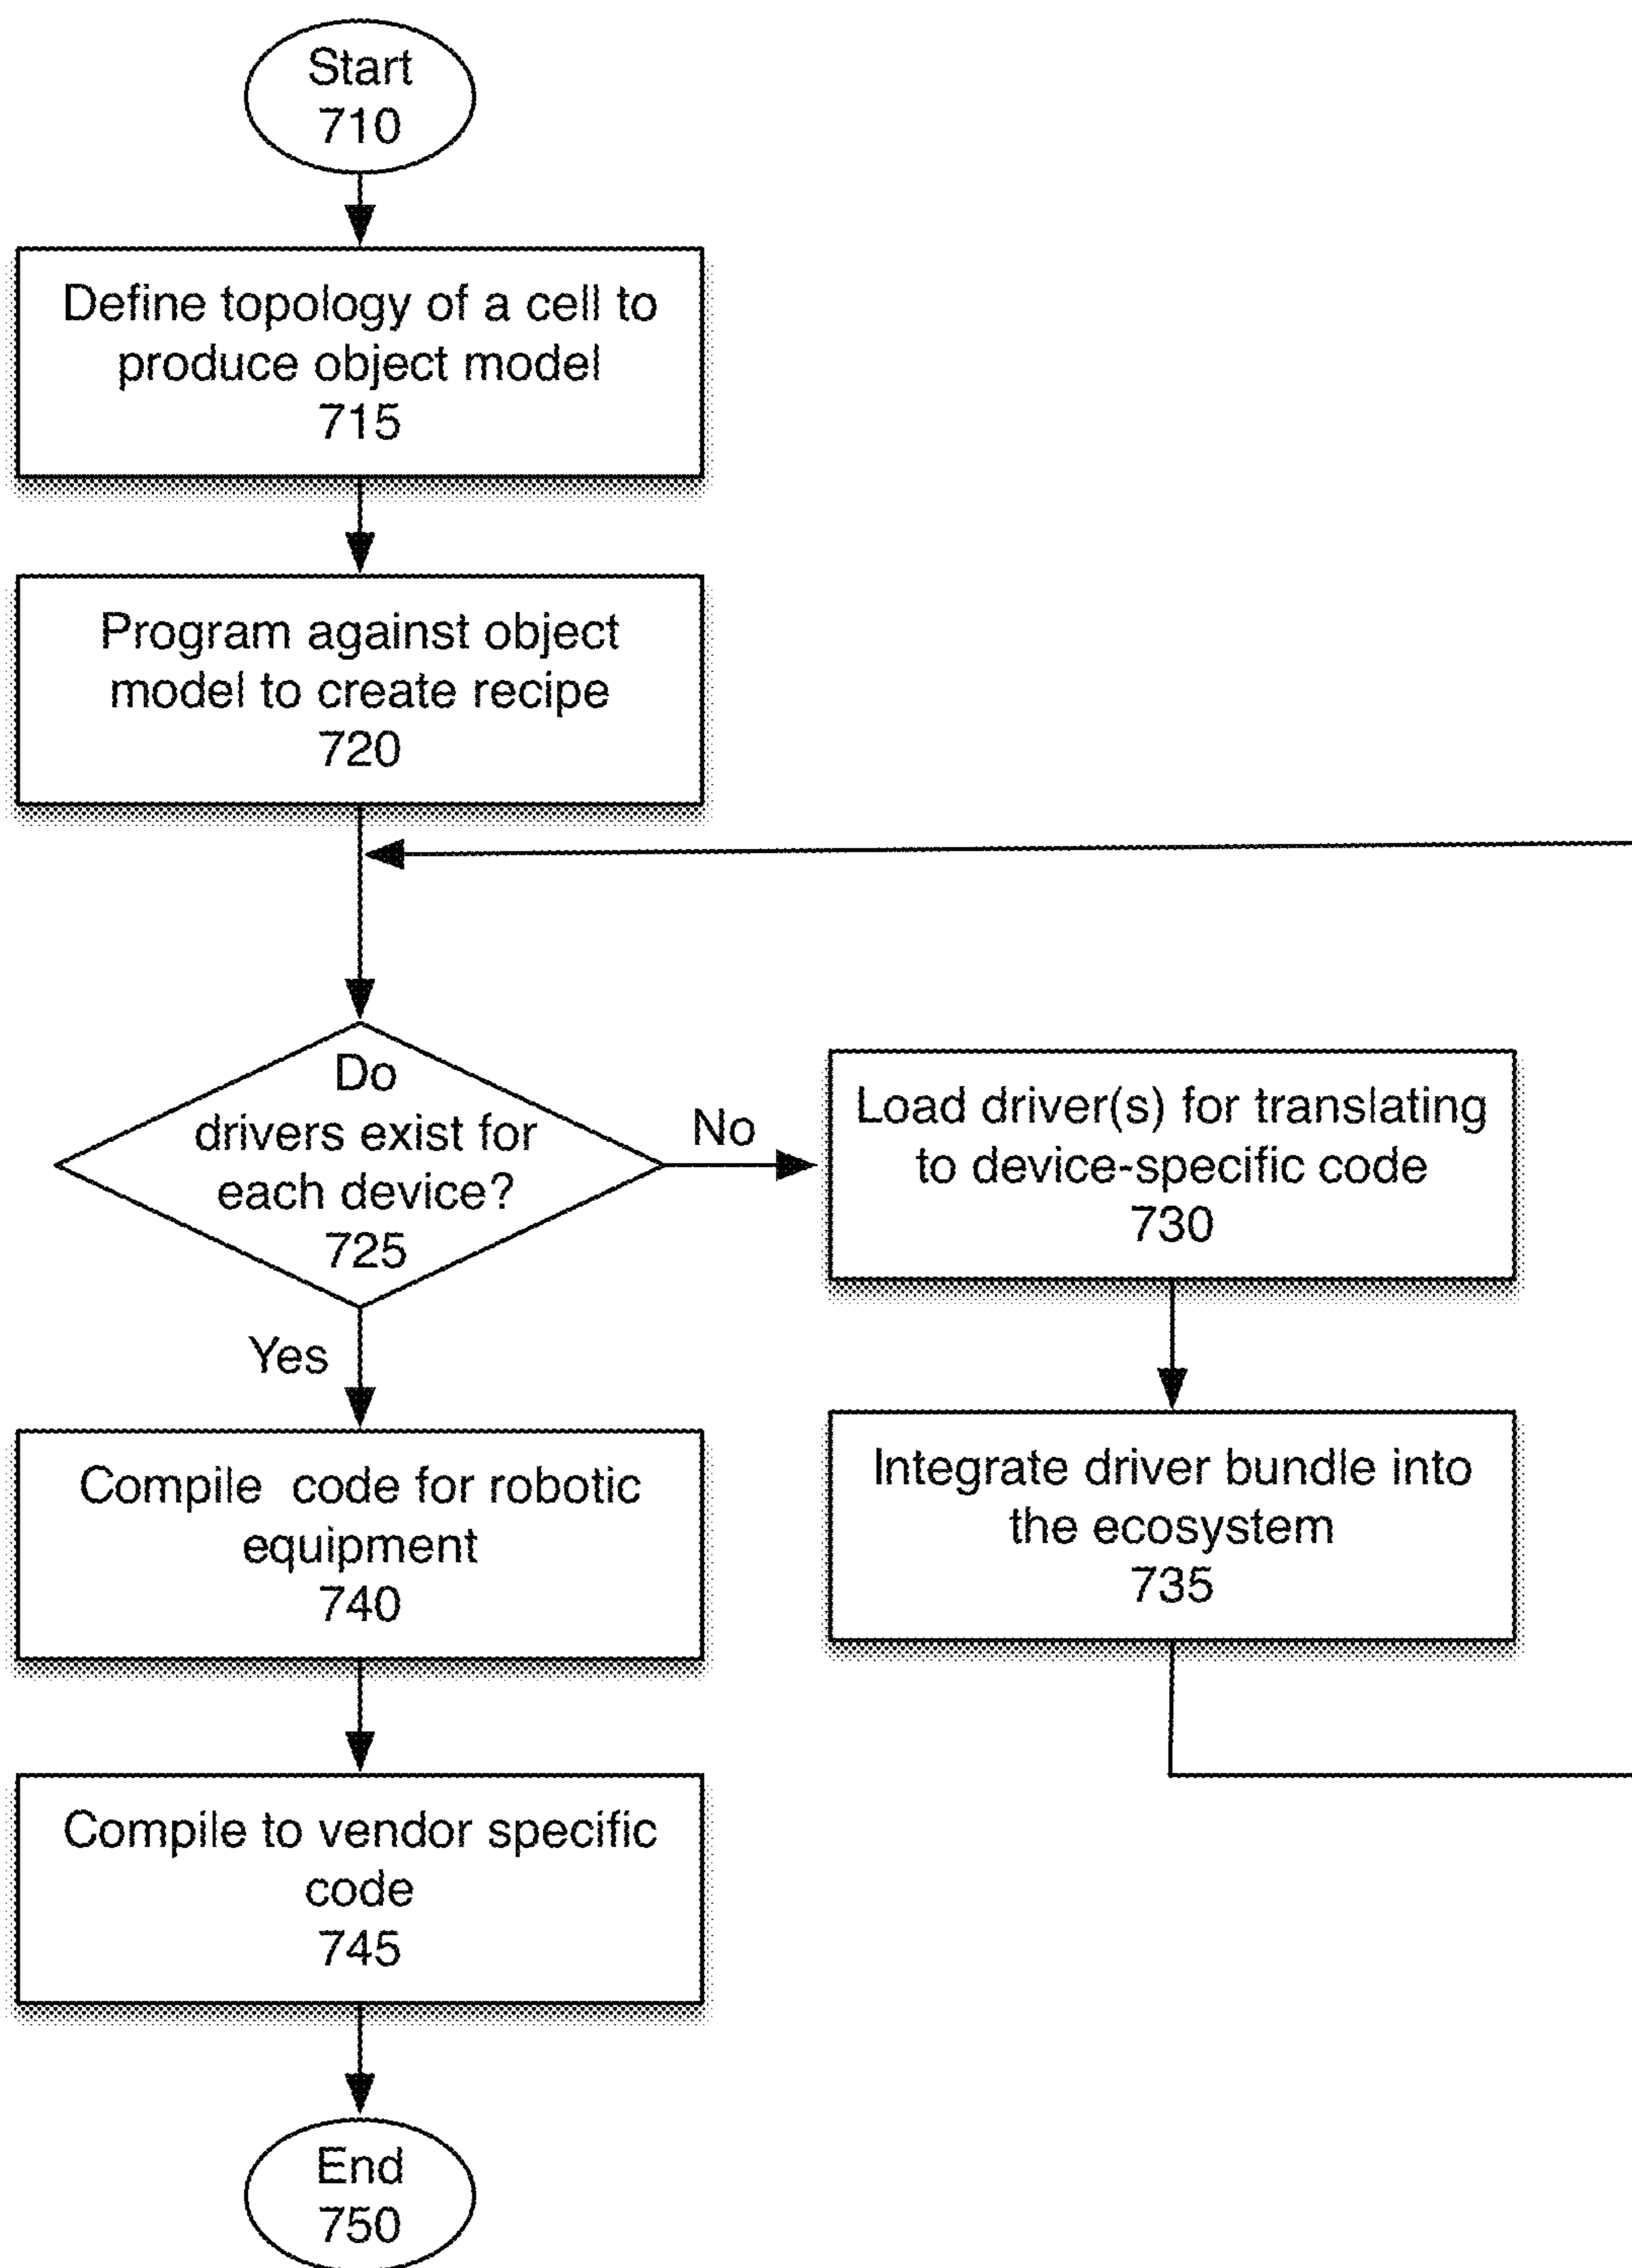 Start
710
Define topology of a cell to
produce object model
715
Program against object
model to create recipe
720
Do
drivers exist for
each device?
725
No
Load driver(s) for translating
to device-specific code
730
Yes
Integrate driver bundle into
the ecosystem
735
Compile code for robotic
equipment
740
Compile to vendor specific
code
745
End
750